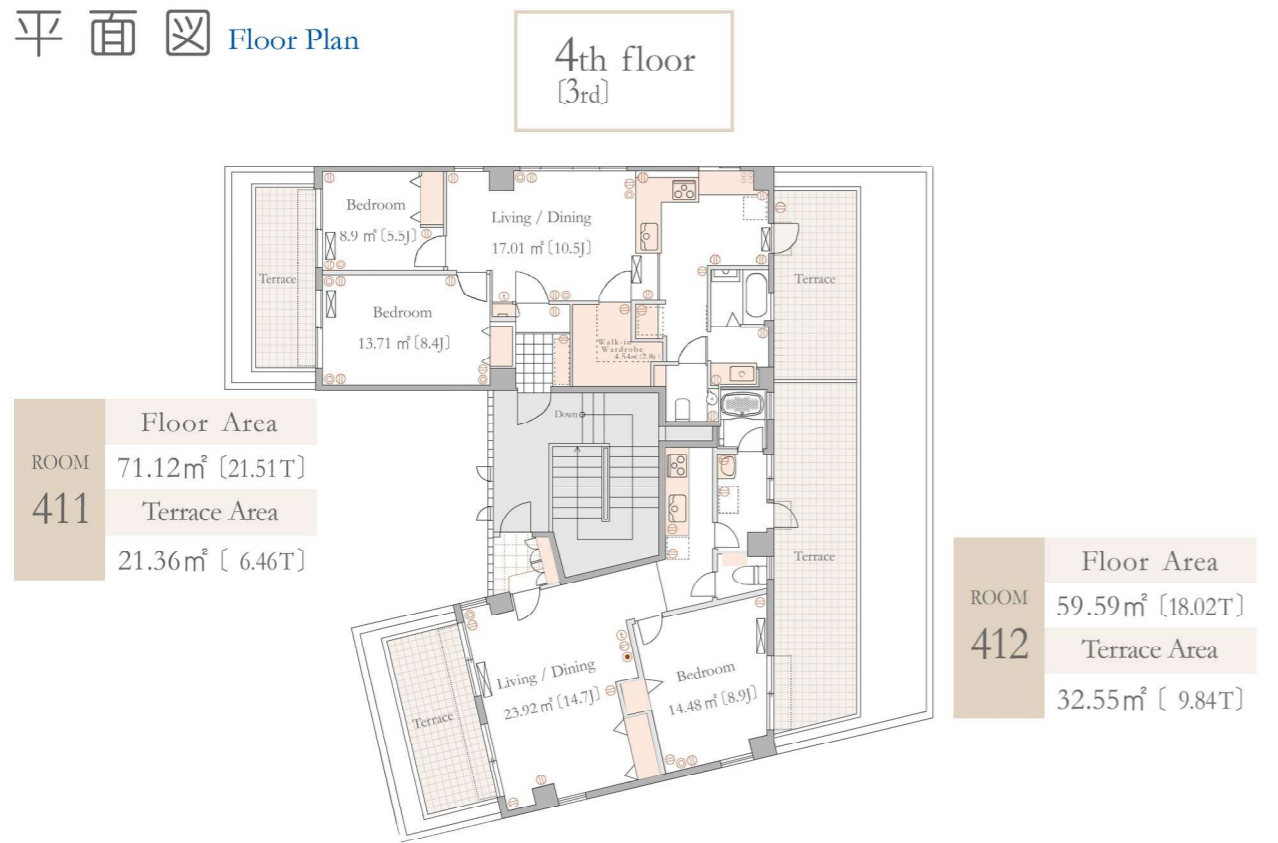 平面図 Floor Plan
4th floor
〔3rd〕
Bedroom
8.9 ㎡〔5.5J〕
Living / Dining
17.01 ㎡〔10.5J〕
Terrace
Terrace
Bedroom
13.71 ㎡〔8.4J〕
Walk-in
Wardrobe
4.54㎡〔2.8〕
Down
ROOM
411
Floor Area
71.12㎡〔21.51T〕
Terrace Area
21.36㎡〔 6.46T〕
Terrace
ROOM
412
Floor Area
59.59㎡〔18.02T〕
Terrace Area
32.55㎡〔 9.84T〕
Living / Dining
23.92 ㎡〔14.7J〕
Bedroom
14.48 ㎡〔8.9J〕
Terrace